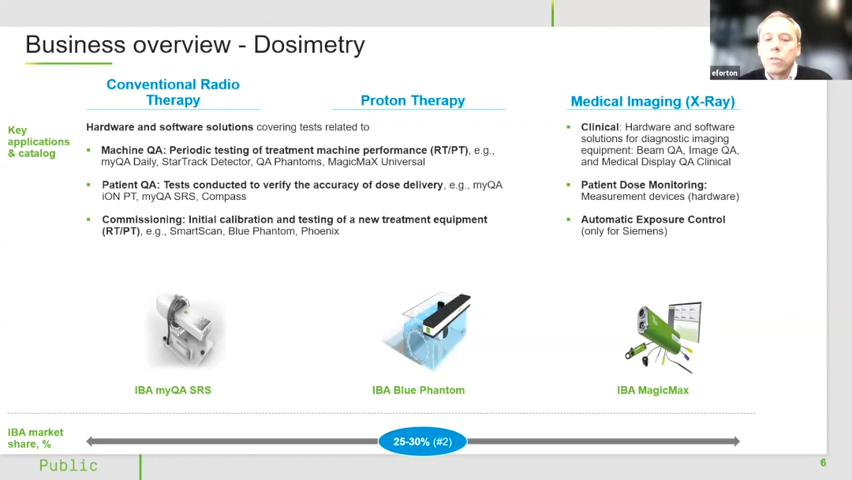 Business overview - Dosimetry
eforton
Conventional Radio
Therapy
Proton Therapy
Medical Imaging (X-Ray)
Key
applications
& catalog
Hardware and software solutions covering tests related to
▪ Machine QA: Periodic testing of treatment machine performance (RT/PT), e.g.,
myQA Daily, StarTrack Detector, QA Phantoms, MagicMaX Universal
▪ Patient QA: Tests conducted to verify the accuracy of dose delivery, e.g., myQA
iON PT, myQA SRS, Compass
▪ Commissioning: Initial calibration and testing of a new treatment equipment
(RT/PT), e.g., SmartScan, Blue Phantom, Phoenix
▪ Clinical: Hardware and software
solutions for diagnostic imaging
equipment: Beam QA, Image QA,
and Medical Display QA Clinical
▪ Patient Dose Monitoring:
Measurement devices (hardware)
▪ Automatic Exposure Control
(only for Siemens)
IBA myQA SRS
IBA Blue Phantom
IBA MagicMax
IBA market
share, %
25-30% (#2)
Public
6